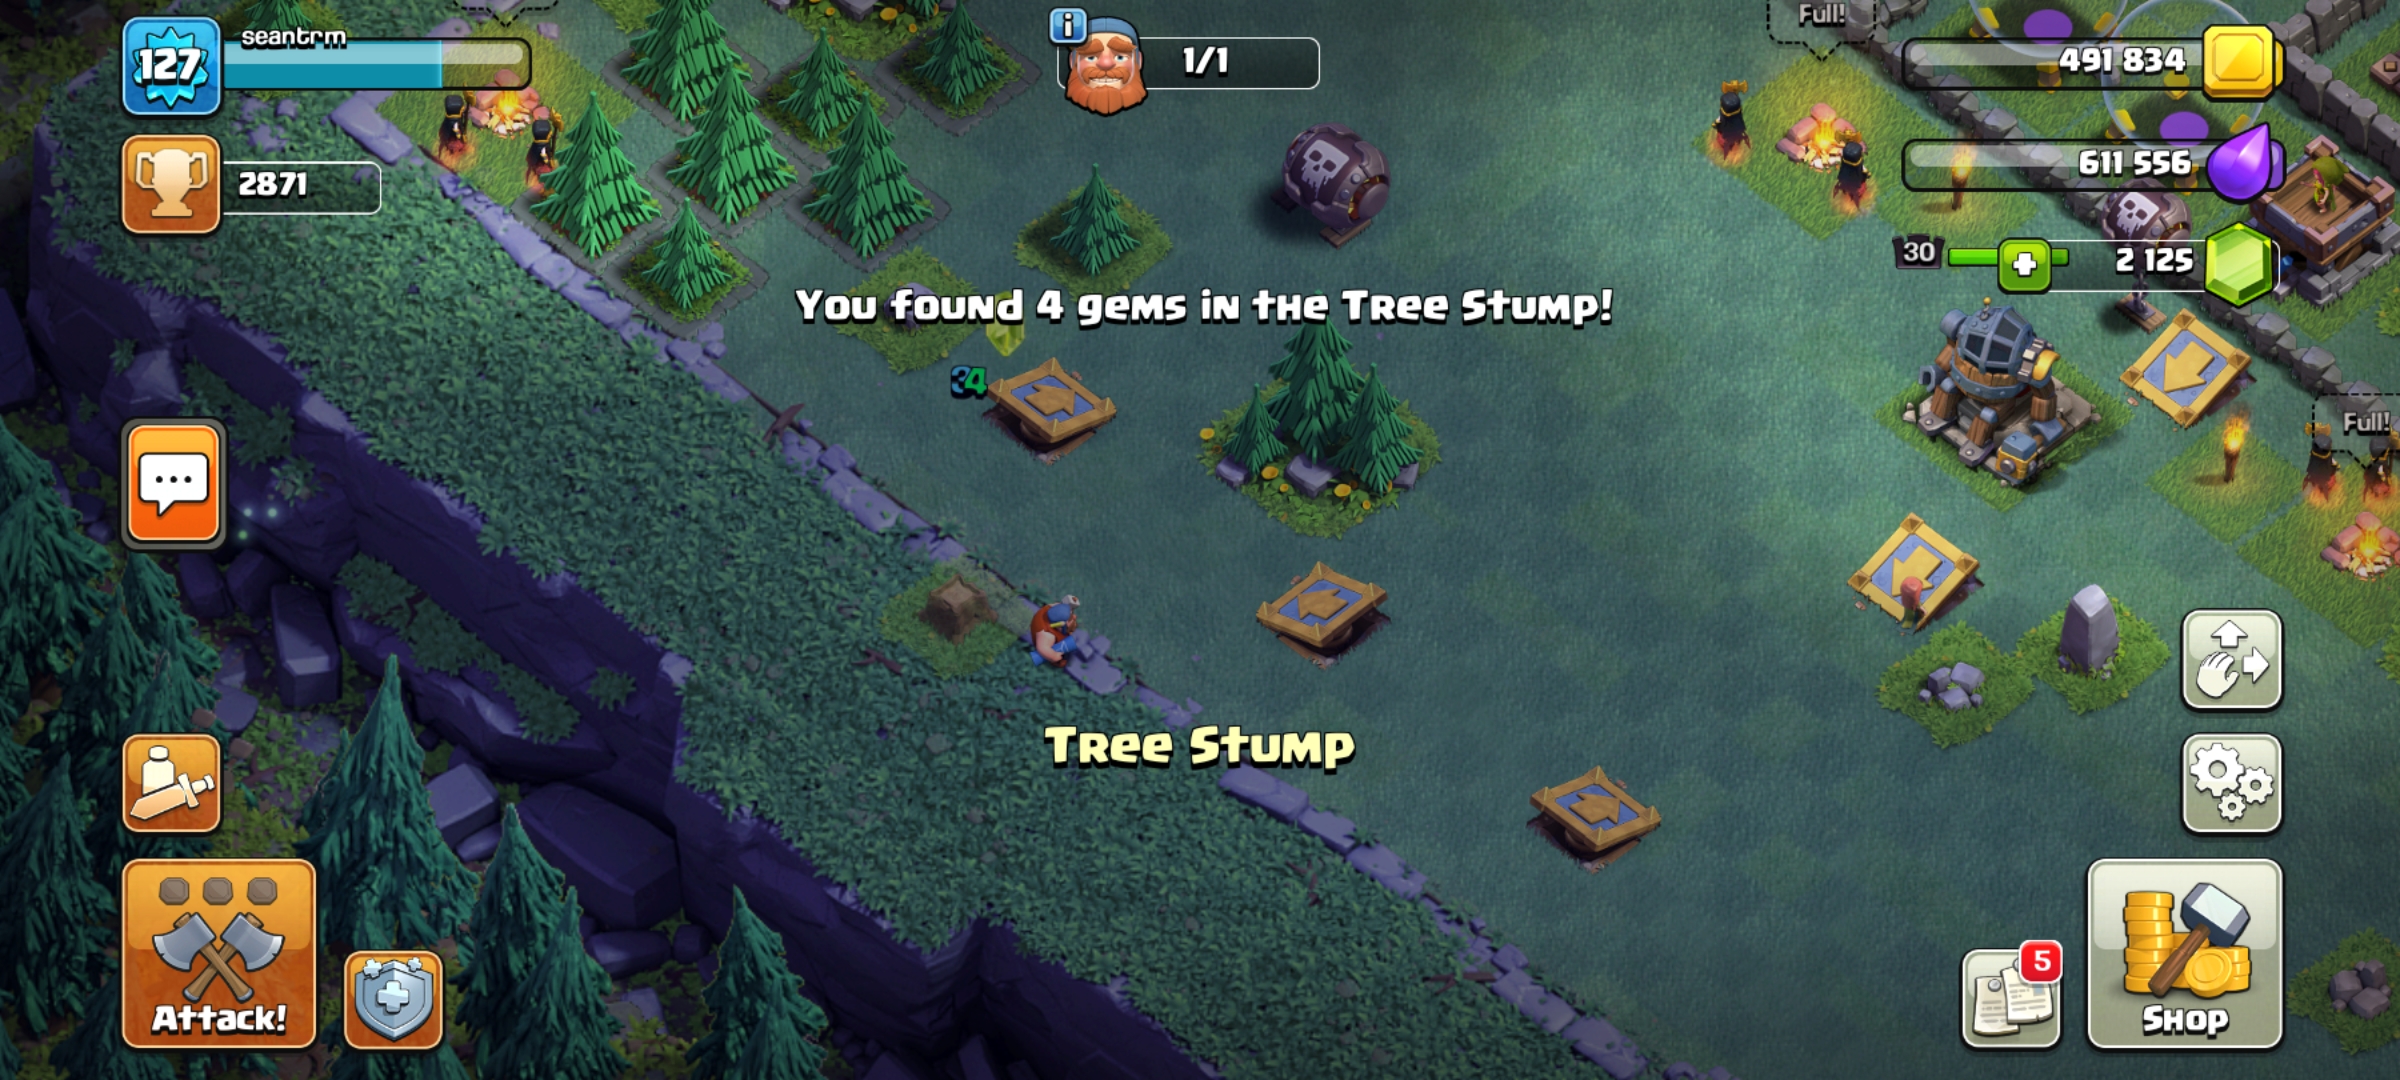 127
seantrm
1/1
Full!
491 834
2871
611 556
30
2 125
You found 4 gems in the Tree Stump!
Full!
Tree Stump
Attack!
5
Shop